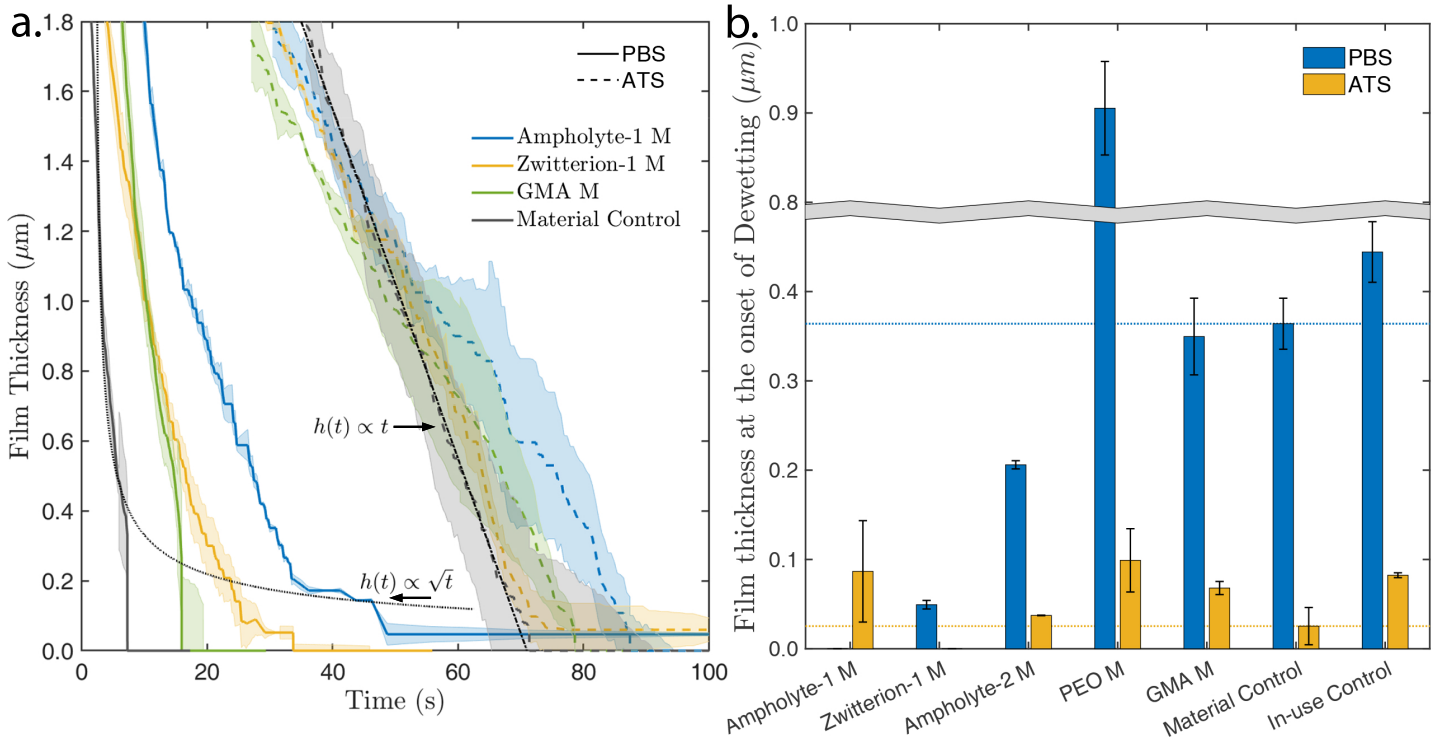 a.
1.8
1.6
1.4
1.2
1.0
0.8
0.6
0.4
0.2
0.0
Film Thickness (μm)
PBS
ATS
Ampholyte-1 M
Zwitterion-1 M
GMA M
Material Control
h(t) ∝ t
h(t) ∝ √t
0 20 40 60 80 100
Time (s)
b.
1.0
0.9
0.8
0.4
0.3
0.2
0.1
0.0
Film thickness at the onset of Dewetting (μm)
PBS
ATS
Ampholyte-1 M
Zwitterion-1 M
Ampholyte-2 M
PEO M
GMA M
Material Control
In-use Control